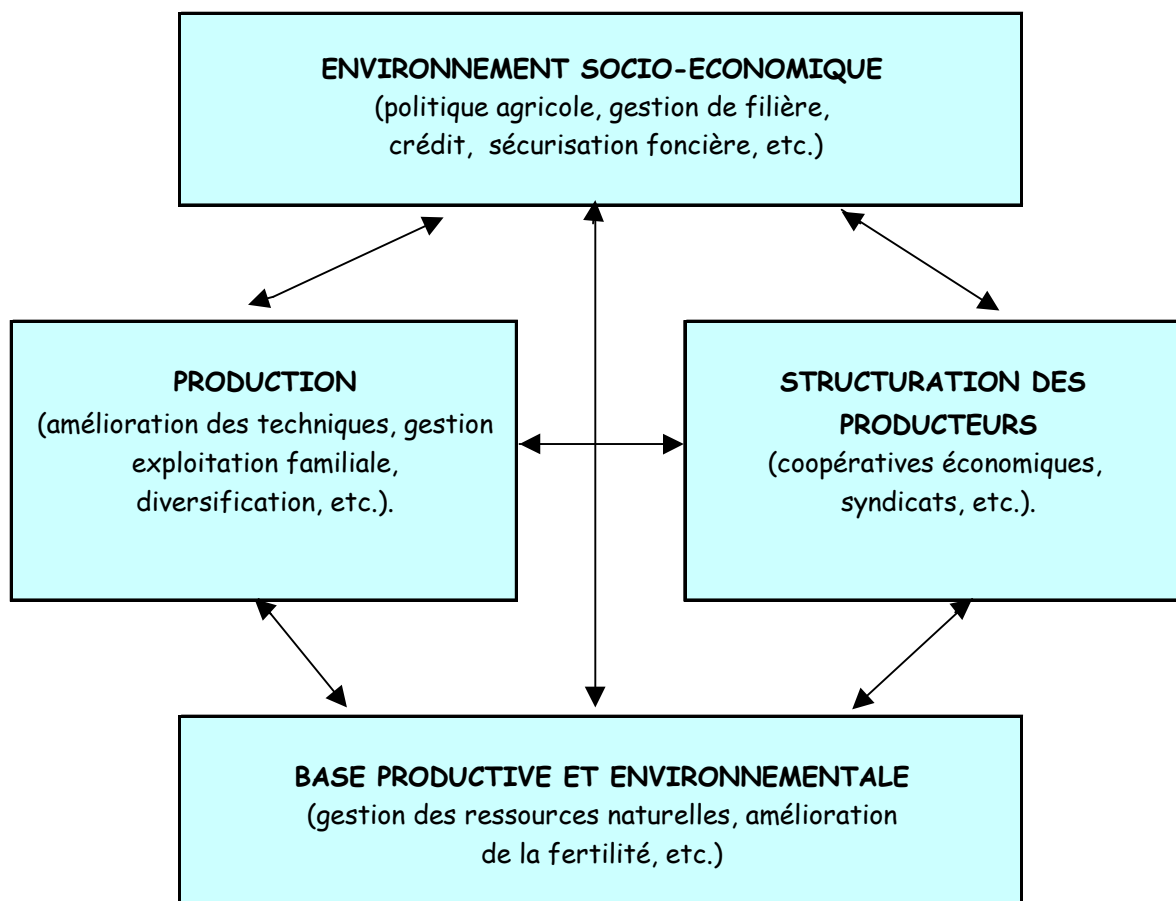 ENVIRONNEMENT SOCIO-ECONOMIQUE
(politique agricole, gestion de filière,
crédit,  sécurisation foncière, etc.)
PRODUCTION
(amélioration des techniques, gestion
exploitation familiale,
diversification, etc.).
STRUCTURATION DES
PRODUCTEURS
(coopératives économiques,
syndicats, etc.).
BASE PRODUCTIVE ET ENVIRONNEMENTALE
(gestion des ressources naturelles, amélioration
de la fertilité, etc.)